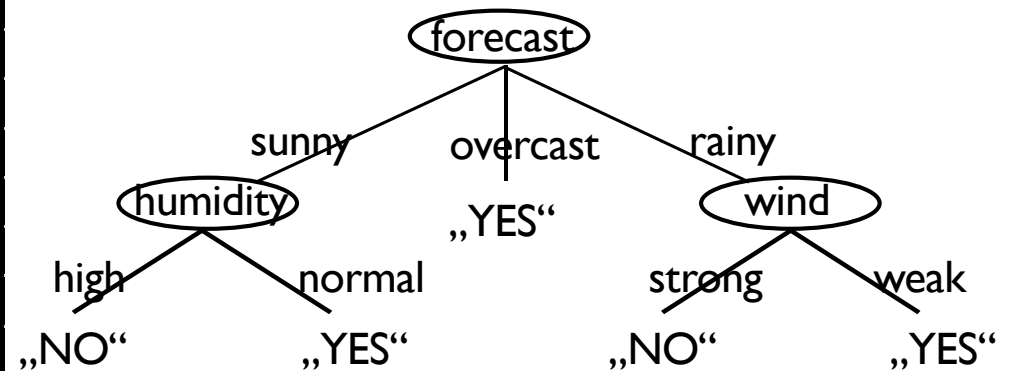 forecast
sunny overcast rainy
humidity „YES“ wind
high normal strong weak
„NO“ „YES“ „NO“ „YES“